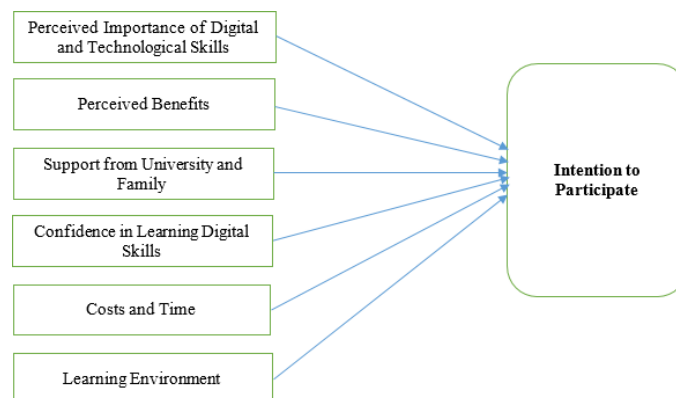 Perceived Importance of Digital
and Technological Skills
Perceived Benefits
Support from University and
Family
Confidence in Learning Digital
Skills
Costs and Time
Learning Environment
Intention to
Participate